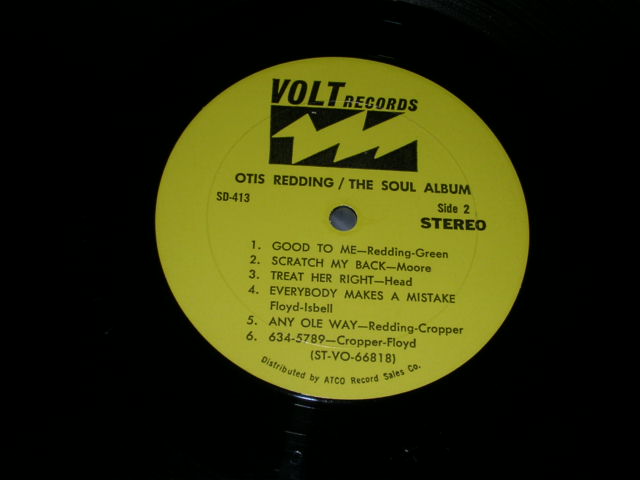 VOLT RECORDS
OTIS REDDING / THE SOUL ALBUM
SD-413
Side 2
STEREO
1. GOOD TO ME—Redding-Green
2. SCRATCH MY BACK—Moore
3. TREAT HER RIGHT—Head
4. EVERYBODY MAKES A MISTAKE
Floyd-Isbell
5. ANY OLE WAY—Redding-Cropper
6. 634-5789—Cropper-Floyd
(ST-VO-66818)
Distributed by ATCO Record Sales Co.